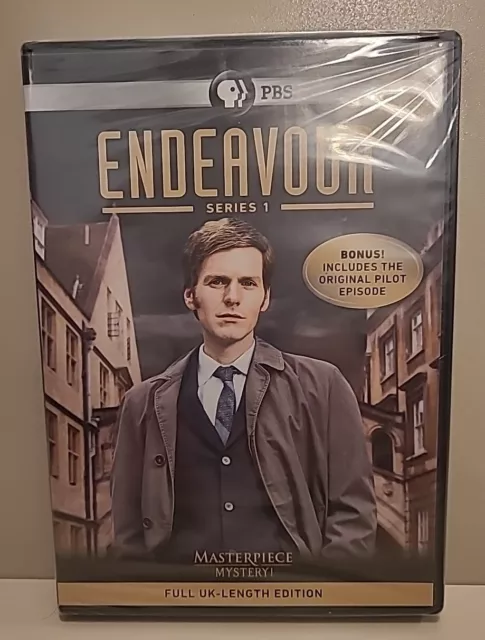 PBS
ENDEAVOUR
SERIES 1
BONUS!
INCLUDES THE
ORIGINAL PILOT
EPISODE
MASTERPIECE
MYSTERY!
FULL UK-LENGTH EDITION